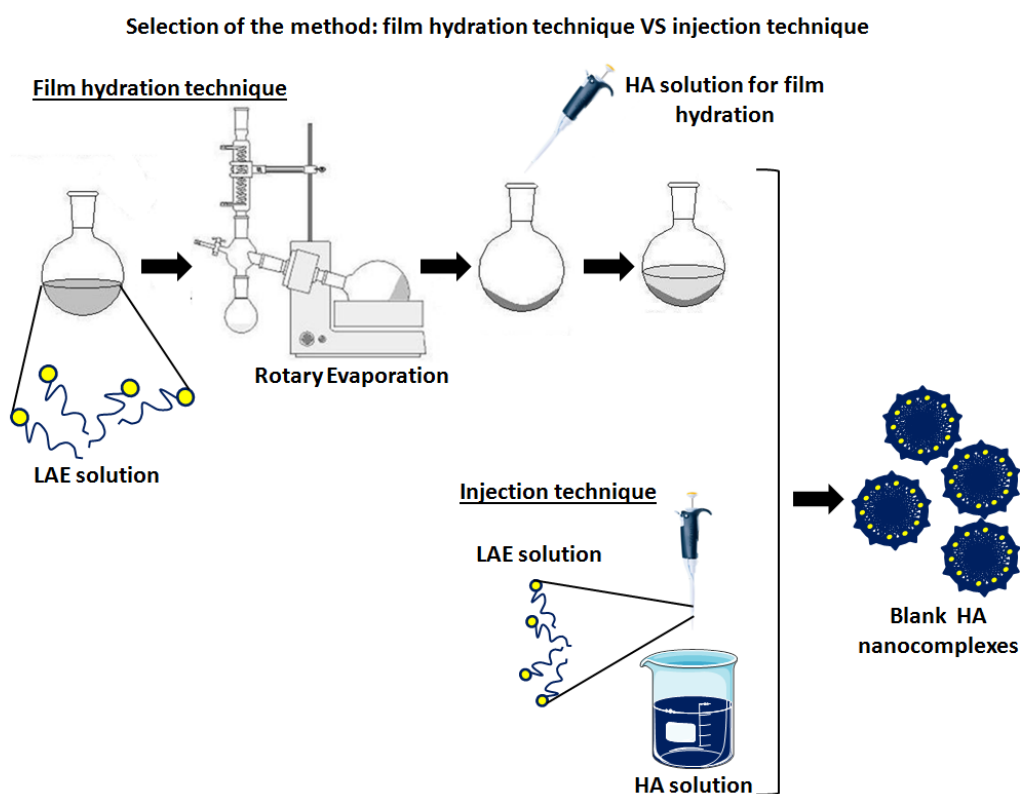 Selection of the method: film hydration technique VS injection technique
Film hydration technique
HA solution for film
hydration
Rotary Evaporation
LAE solution
Injection technique
LAE solution
HA solution
Blank HA
nanocomplexes